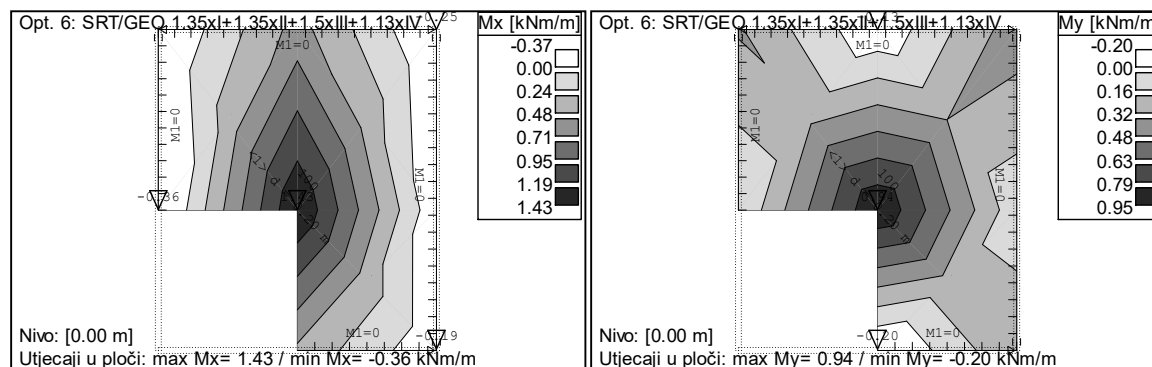 Opt. 6: SRT/GEO 1.35xI+1.35xII+1.5xIII+1.13xIV
Mx [kNm/m]
-0.37
0.00
0.24
0.48
0.71
0.95
1.19
1.43
M1=0
M1=0
M1=0
M1=0
<1> d
Nivo: [0.00 m]
Utjecaji u ploči: max Mx= 1.43 / min Mx= -0.36 kNm/m
Opt. 6: SRT/GEO 1.35xI+1.35xII+1.5xIII+1.13xIV
My [kNm/m]
-0.20
0.00
0.16
0.32
0.48
0.63
0.79
0.95
M1=0
M1=0
M1=0
M1=0
<1> d
Nivo: [0.00 m]
Utjecaji u ploči: max My= 0.94 / min My= -0.20 kNm/m